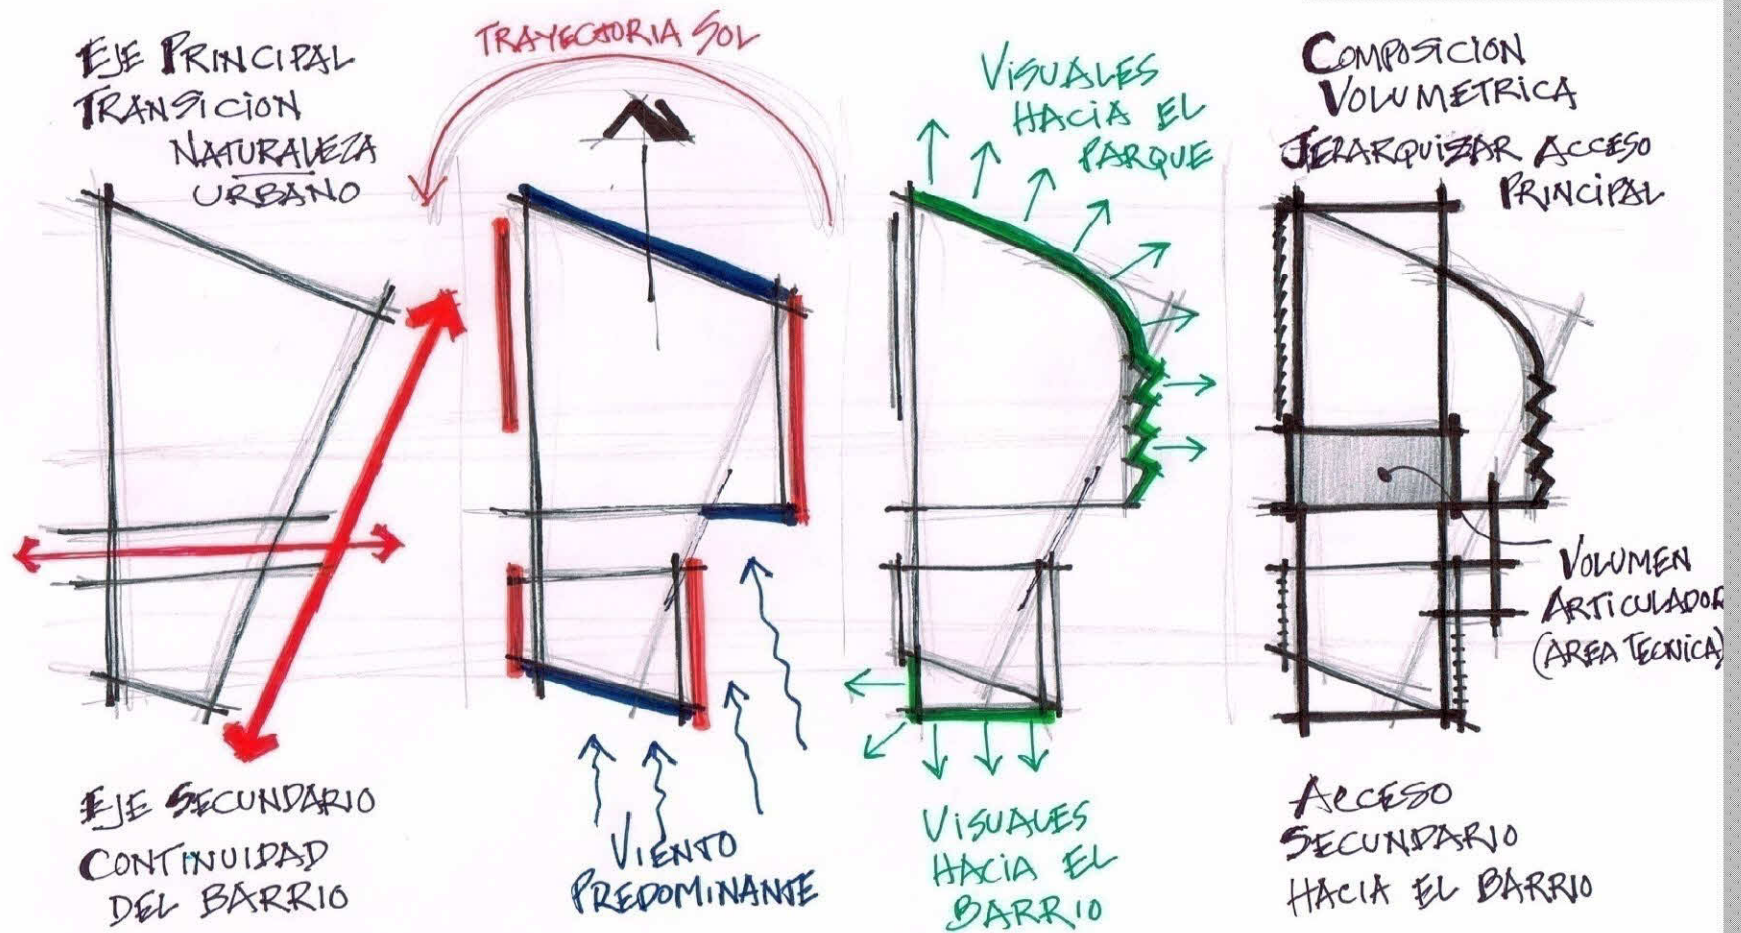 EJE PRINCIPAL
TRANSICION
NATURALEZA
URBANO
TRAYECTORIA SOL
VISUALES
HACIA EL
PARQUE
COMPOSICION
VOLUMETRICA
JERARQUIZAR ACCESO
PRINCIPAL
VOLUMEN
ARTICULADOR
(AREA TECNICA)
EJE SECUNDARIO
CONTINUIDAD
DEL BARRIO
VIENTO
PREDOMINANTE
VISUALES
HACIA EL
BARRIO
ACCESO
SECUNDARIO
HACIA EL BARRIO